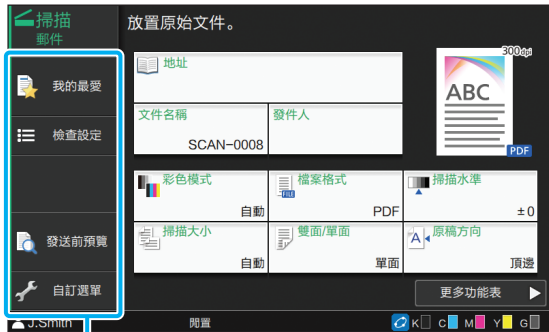 掃描
郵件
放置原始文件。
我的最愛
檢查設定
發送前預覽
自訂選單
地址
文件名稱
SCAN-0008
發件人
300dpi
ABC
PDF
彩色模式
自動
檔案格式
FILE
PDF
掃描水準
±0
掃描大小
自動
雙面/單面
單面
原稿方向
A
頂邊
更多功能表
J.Smith
閒置
K C M Y G